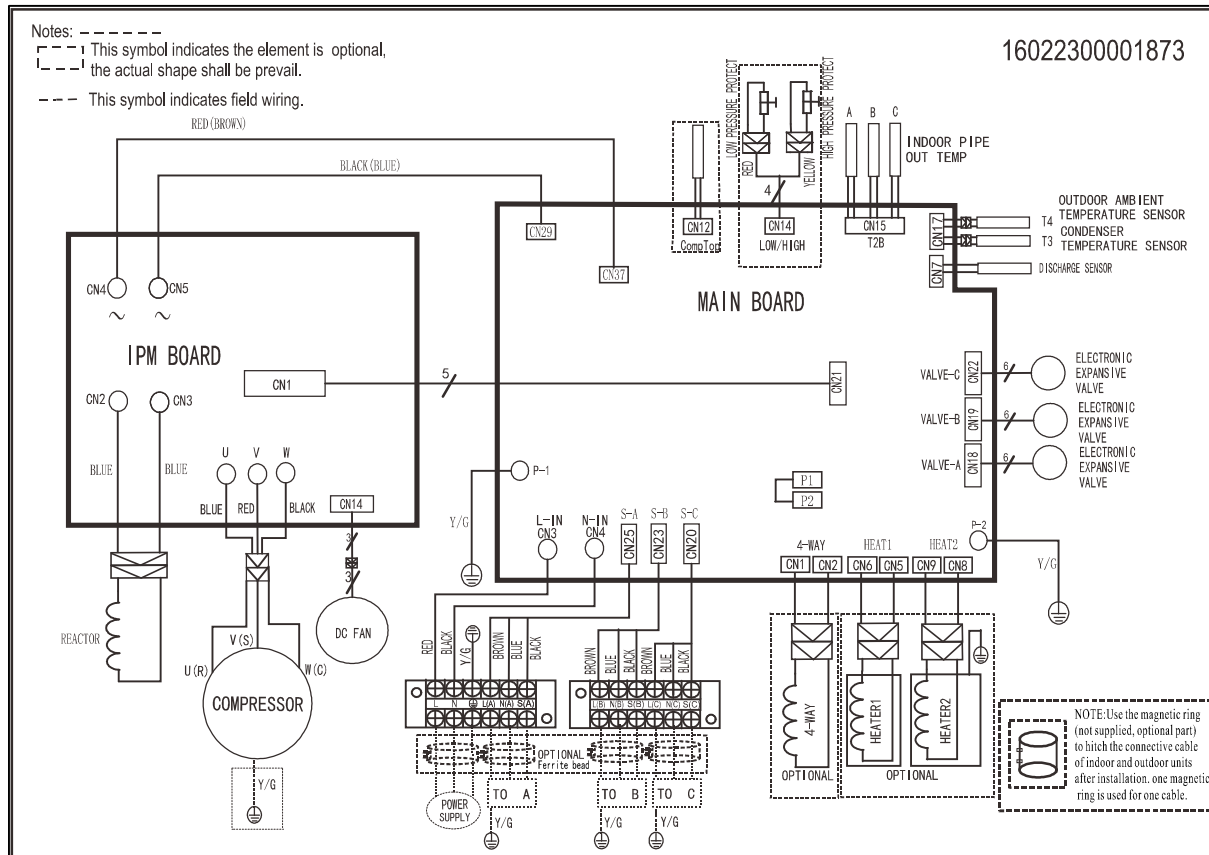 Notes:
This symbol indicates the element is optional,
the actual shape shall be prevail.
This symbol indicates field wiring.
16022300001873
RED(BROWN)
BLACK(BLUE)
LOW PRESSURE PROTECT
HIGH PRESSURE PROTECT
RED
YELLOW
4
A B C
INDOOR PIPE
OUT TEMP
CN12
CompTop
CN14
LOW/HIGH
CN15
T2B
CN17
T4
OUTDOOR AMBIENT
TEMPERATURE SENSOR
T3
CONDENSER
TEMPERATURE SENSOR
CN7
DISCHARGE SENSOR
CN29
CN37
MAIN BOARD
CN4
CN5
IPM BOARD
CN1
5
CN21
CN2
CN3
BLUE
BLUE
U V W
BLUE
RED
BLACK
CN14
3
3
DC FAN
REACTOR
V(S)
U(R)
W(C)
COMPRESSOR
Y/G
VALVE-C
CN22
6
ELECTRONIC
EXPANSIVE
VALVE
VALVE-B
CN19
6
ELECTRONIC
EXPANSIVE
VALVE
VALVE-A
CN18
6
ELECTRONIC
EXPANSIVE
VALVE
P-1
Y/G
P1
P2
P-2
Y/G
L-IN
CN3
N-IN
CN4
S-A
CN25
S-B
CN23
S-C
CN20
4-WAY
CN1
CN2
HEAT1
CN6
CN5
HEAT2
CN9
CN8
RED
BLACK
Y/G
BROWN
BLUE
BLACK
BROWN
BLUE
BLACK
BROWN
BLUE
BLACK
L N L(A) N(A) S(A)
L(B) N(B) S(B) L(C) N(C) S(C)
OPTIONAL
Ferrite bead
POWER
SUPPLY
TO A
Y/G
TO B
Y/G
TO C
Y/G
4-WAY
OPTIONAL
HEATER1
HEATER2
OPTIONAL
NOTE:Use the magnetic ring
(not supplied, optional part)
to hitch the connective cable
of indoor and outdoor units
after installation. one magnetic
ring is used for one cable.